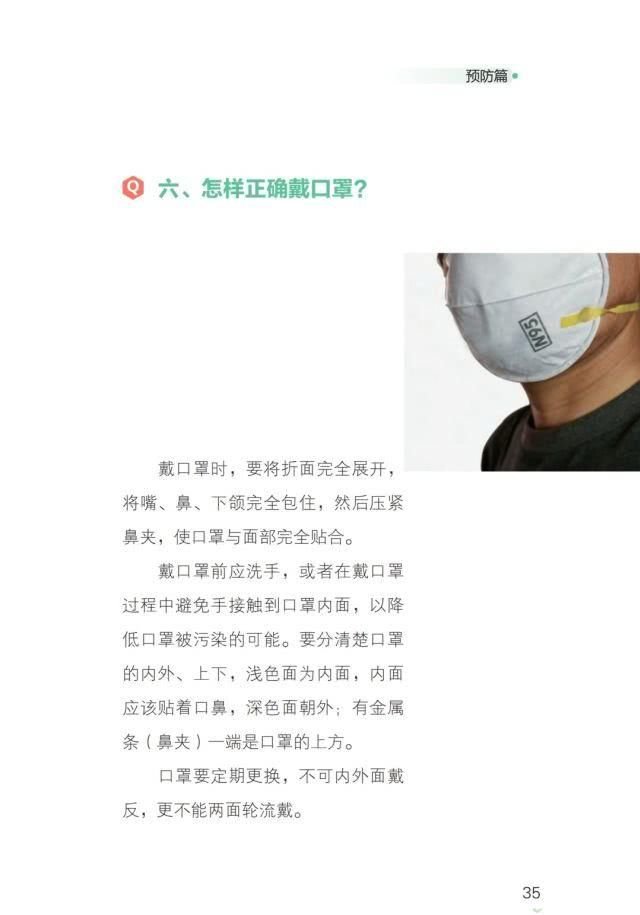 预防篇
Q 六、怎样正确戴口罩？
N95
戴口罩时，要将折面完全展开，
将嘴、鼻、下颌完全包住，然后压紧
鼻夹，使口罩与面部完全贴合。
戴口罩前应洗手，或者在戴口罩
过程中避免手接触到口罩内面，以降
低口罩被污染的可能。要分清楚口罩
的内外、上下，浅色面为内面，内面
应该贴着口鼻，深色面朝外；有金属
条（鼻夹）一端是口罩的上方。
口罩要定期更换，不可内外面戴
反，更不能两面轮流戴。
35